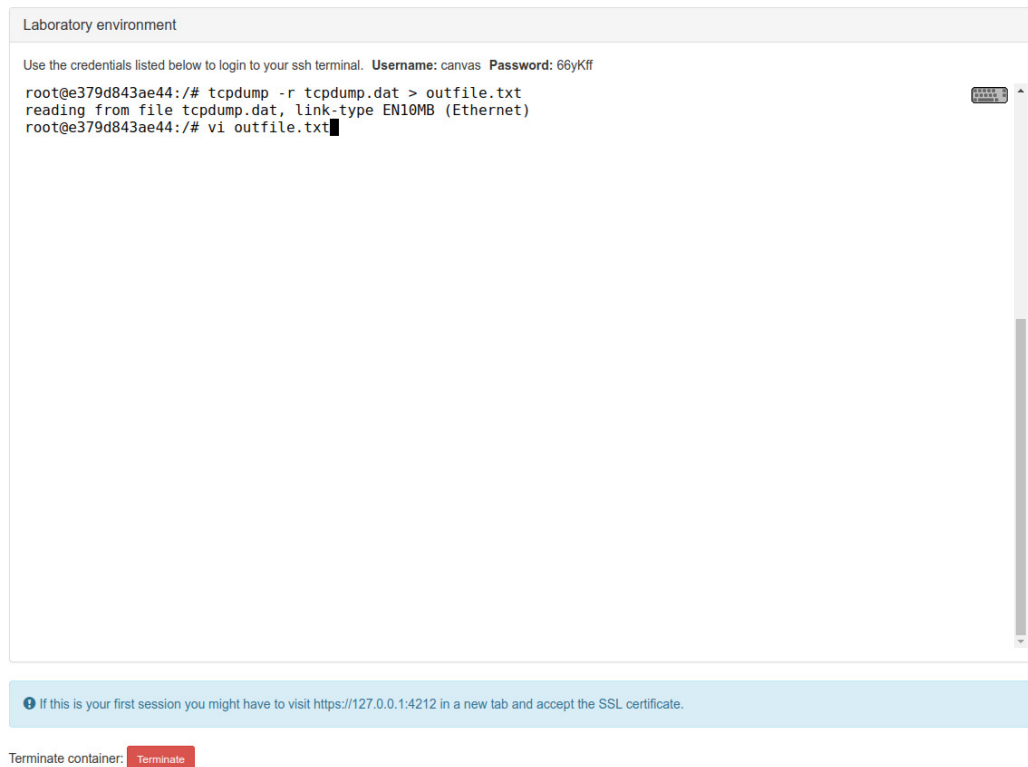 Laboratory environment
Use the credentials listed below to login to your ssh terminal. Username: canvas Password: 66yKff
root@e379d843ae44:/# tcpdump -r tcpdump.dat > outfile.txt
reading from file tcpdump.dat, link-type EN10MB (Ethernet)
root@e379d843ae44:/# vi outfile.txt
If this is your first session you might have to visit https://127.0.0.1:4212 in a new tab and accept the SSL certificate.
Terminate container: Terminate